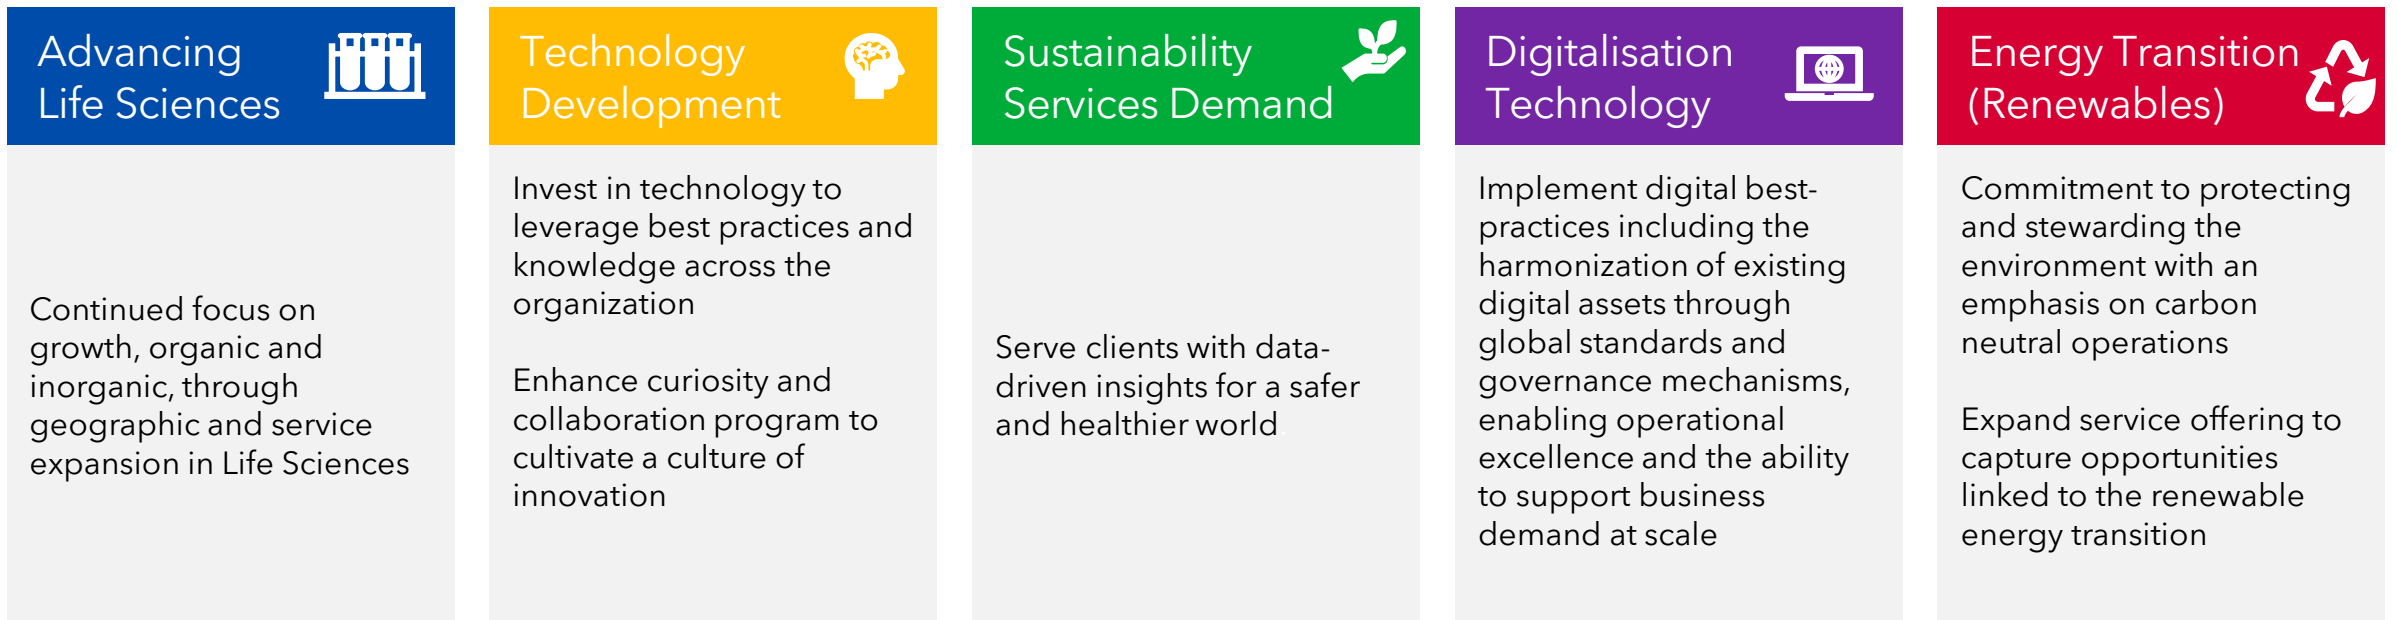 Advancing
Life Sciences
Continued focus on
growth, organic and
inorganic, through
geographic and service
expansion in Life Sciences
Technology
Development
Invest in technology to
leverage best practices and
knowledge across the
organization
Enhance curiosity and
collaboration program to
cultivate a culture of
innovation
Sustainability
Services Demand
Serve clients with data-
driven insights for a safer
and healthier world
Digitalisation
Technology
Implement digital best-
practices including the
harmonization of existing
digital assets through
global standards and
governance mechanisms,
enabling operational
excellence and the ability
to support business
demand at scale
Energy Transition
(Renewables)
Commitment to protecting
and stewarding the
environment with an
emphasis on carbon
neutral operations
Expand service offering to
capture opportunities
linked to the renewable
energy transition